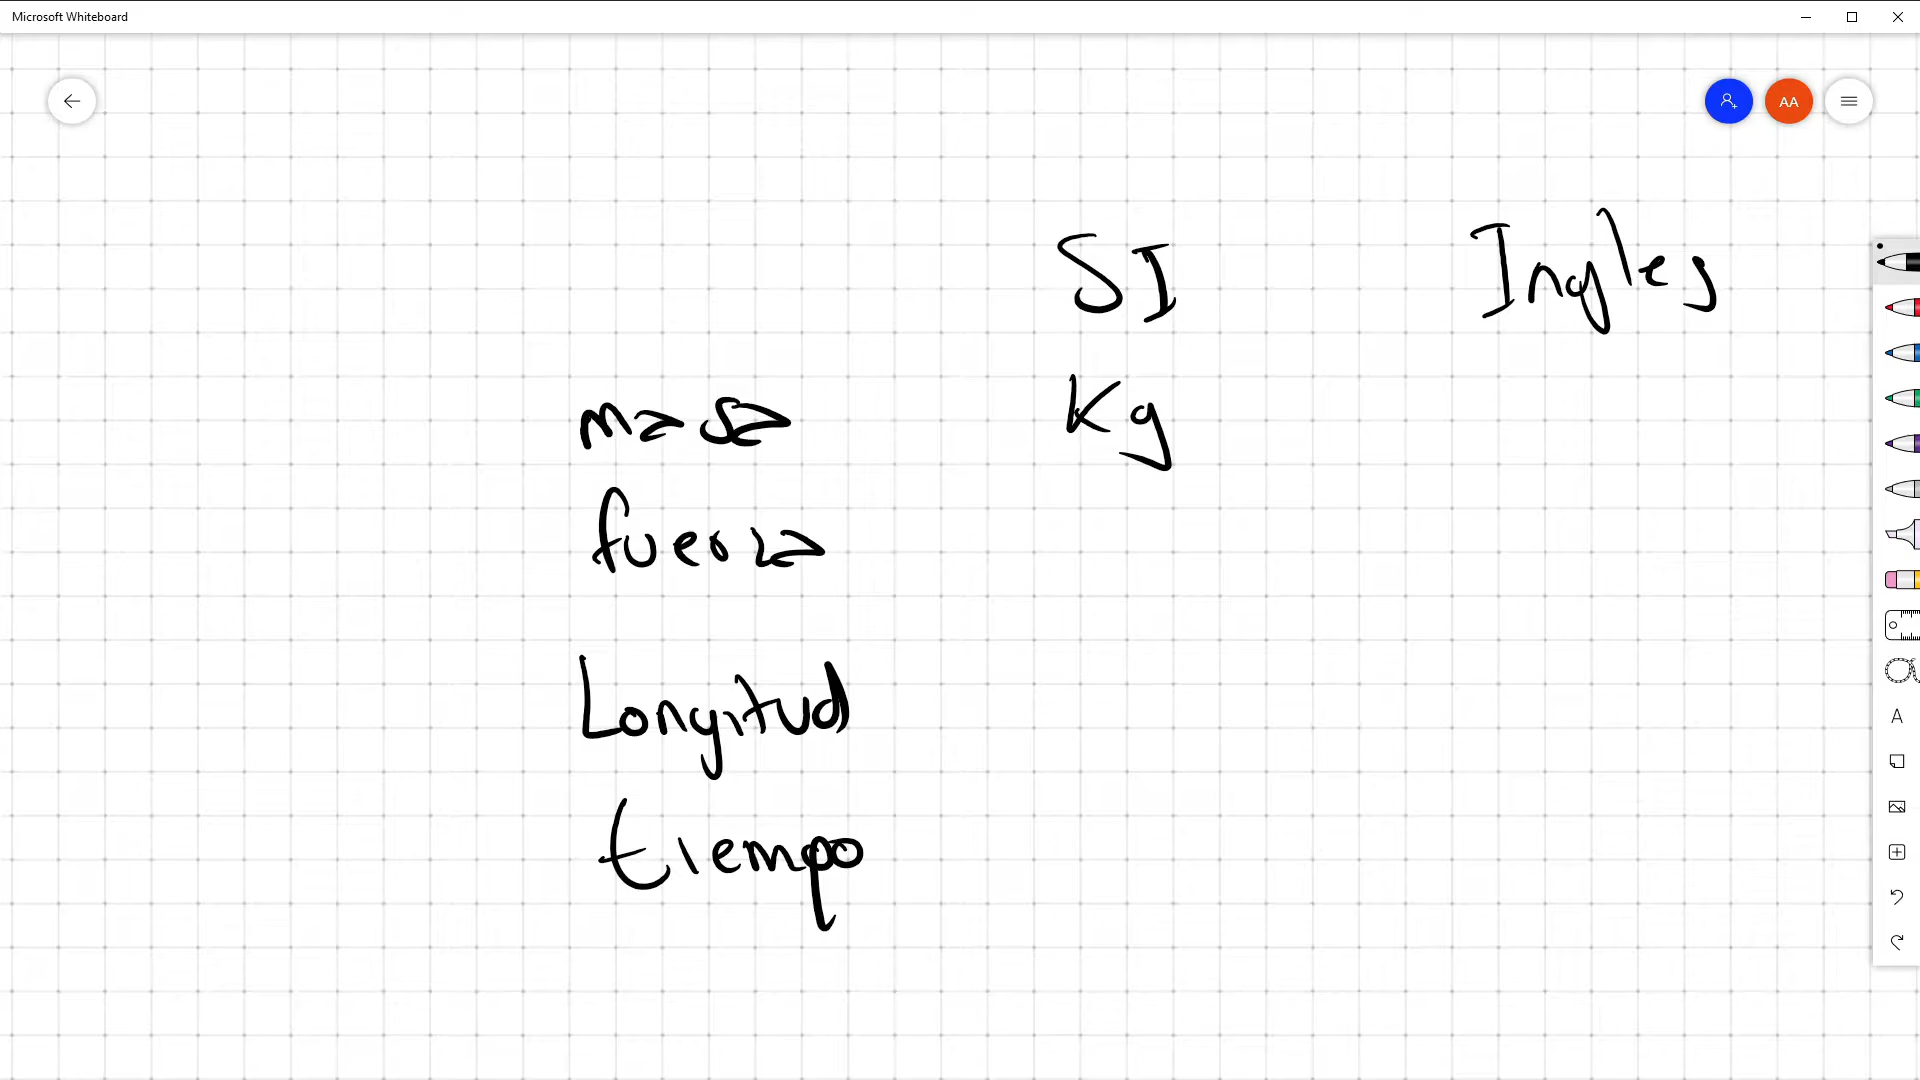 Microsoft Whiteboard
AA
SI Ingles
masa Kg
fuerza
Longitud
tiempo
A